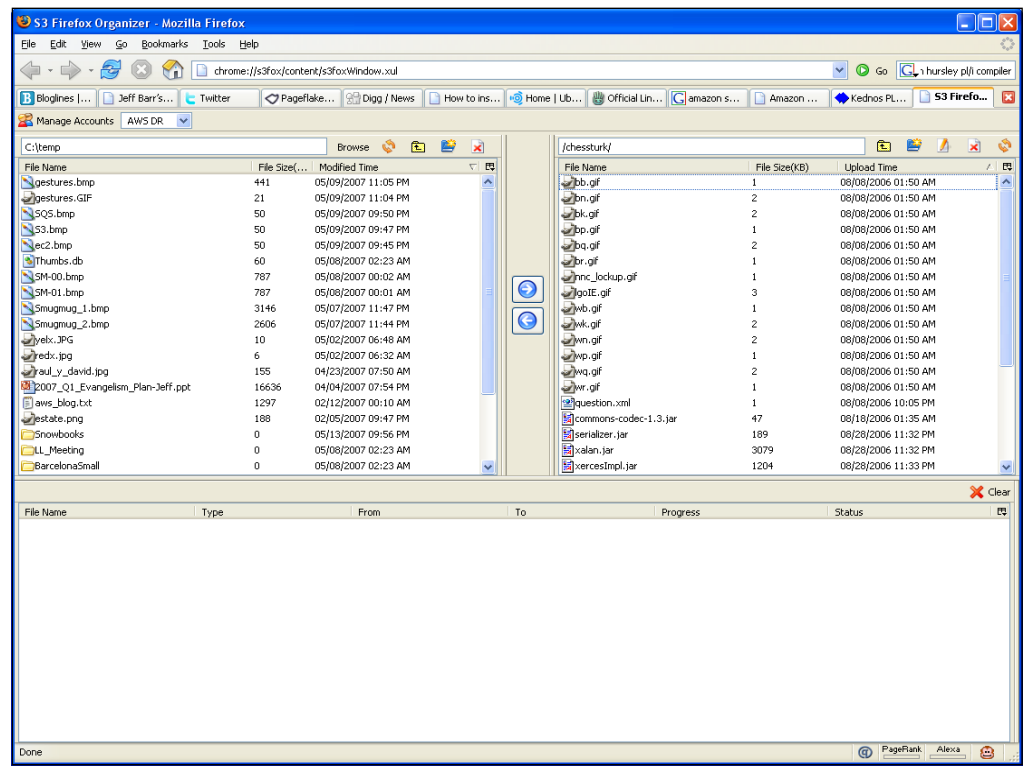 S3 Firefox Organizer - Mozilla Firefox
File Edit View Go Bookmarks Tools Help
chrome://s3fox/content/s3foxWindow.xul Go hursley pl/i compiler
Bloglines |... Jeff Barr's... Twitter Pageflake... Digg / News How to ins... Home | Ub... Official Lin... amazon s... Amazon ... Kednos PL... S3 Firefo...
Manage Accounts AWS DR
C:\temp Browse /chessturk/
File Name File Size(... Modified Time File Name File Size(KB) Upload Time
gestures.bmp 441 05/09/2007 11:05 PM bb.gif 1 08/08/2006 01:50 AM
gestures.GIF 21 05/09/2007 11:04 PM bn.gif 2 08/08/2006 01:50 AM
SQS.bmp 50 05/09/2007 09:50 PM bk.gif 2 08/08/2006 01:50 AM
S3.bmp 50 05/09/2007 09:47 PM bp.gif 1 08/08/2006 01:50 AM
ec2.bmp 50 05/09/2007 09:45 PM bq.gif 2 08/08/2006 01:50 AM
Thumbs.db 60 05/08/2007 02:23 AM br.gif 1 08/08/2006 01:50 AM
SM-00.bmp 787 05/08/2007 00:02 AM nnc_lockup.gif 1 08/08/2006 01:50 AM
SM-01.bmp 787 05/08/2007 00:01 AM lgoIE.gif 3 08/08/2006 01:50 AM
Smugmug_1.bmp 3146 05/07/2007 11:47 PM wb.gif 1 08/08/2006 01:50 AM
Smugmug_2.bmp 2606 05/07/2007 11:44 PM wk.gif 2 08/08/2006 01:50 AM
yelx.JPG 10 05/02/2007 06:48 AM wn.gif 2 08/08/2006 01:50 AM
redx.jpg 6 05/02/2007 06:32 AM wp.gif 1 08/08/2006 01:50 AM
raul_y_david.jpg 155 04/23/2007 07:50 AM wq.gif 2 08/08/2006 01:50 AM
2007_Q1_Evangelism_Plan-Jeff.ppt 16636 04/04/2007 07:54 PM wr.gif 1 08/08/2006 01:50 AM
aws_blog.txt 1297 02/12/2007 00:10 AM question.xml 1 08/08/2006 10:05 PM
estate.png 188 02/05/2007 09:47 PM commons-codec-1.3.jar 47 08/18/2006 01:35 AM
Snowbooks 0 05/13/2007 09:56 PM serializer.jar 189 08/28/2006 11:32 PM
LL_Meeting 0 05/08/2007 02:23 AM xalan.jar 3079 08/28/2006 11:32 PM
BarcelonaSmall 0 05/08/2007 02:23 AM xercesImpl.jar 1204 08/28/2006 11:33 PM
Clear
File Name Type From To Progress Status
Done PageRank Alexa